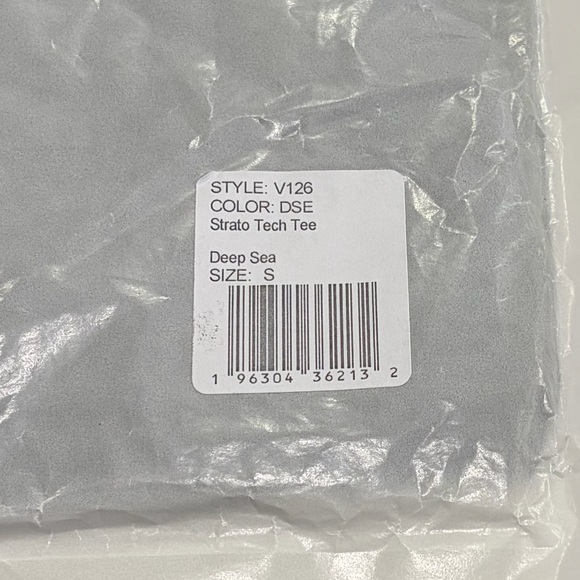 STYLE: V126
COLOR: DSE
Strato Tech Tee
Deep Sea
SIZE: S
1 96304 36213 2